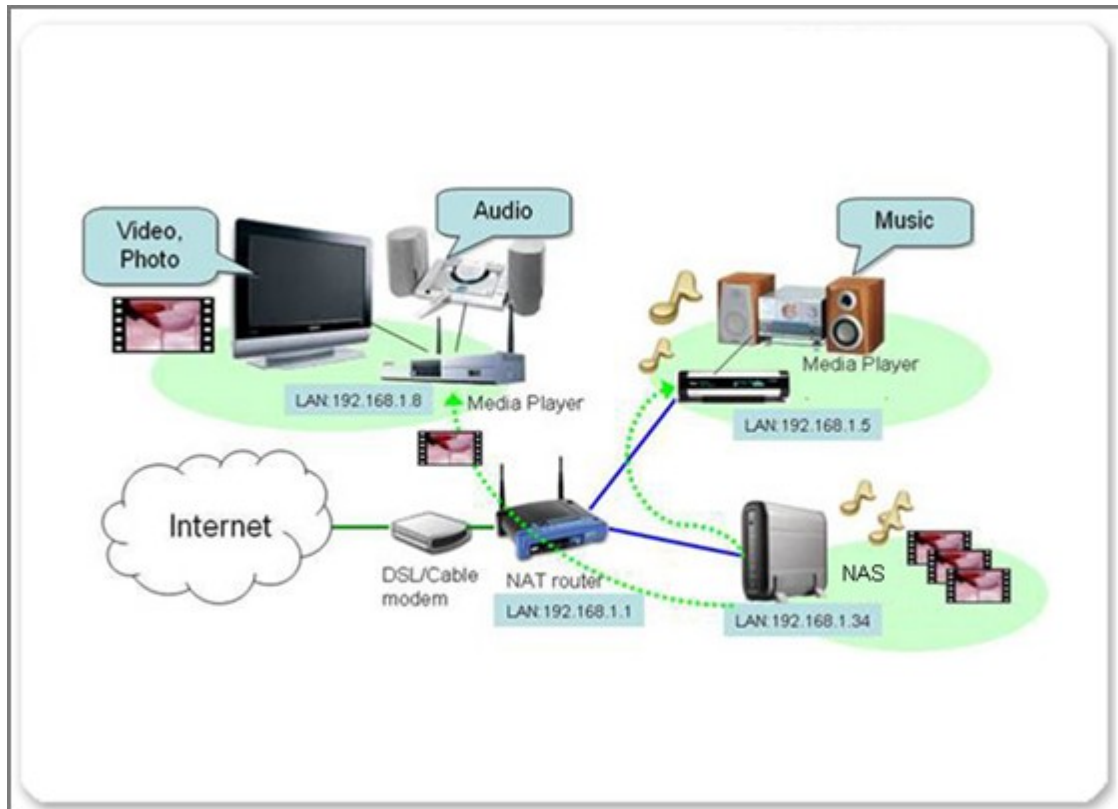 Video,
Photo
Audio
Music
Media Player
LAN:192.168.1.8
Media Player
LAN:192.168.1.5
Internet
DSL/Cable
modem
NAT router
LAN:192.168.1.1
NAS
LAN:192.168.1.34